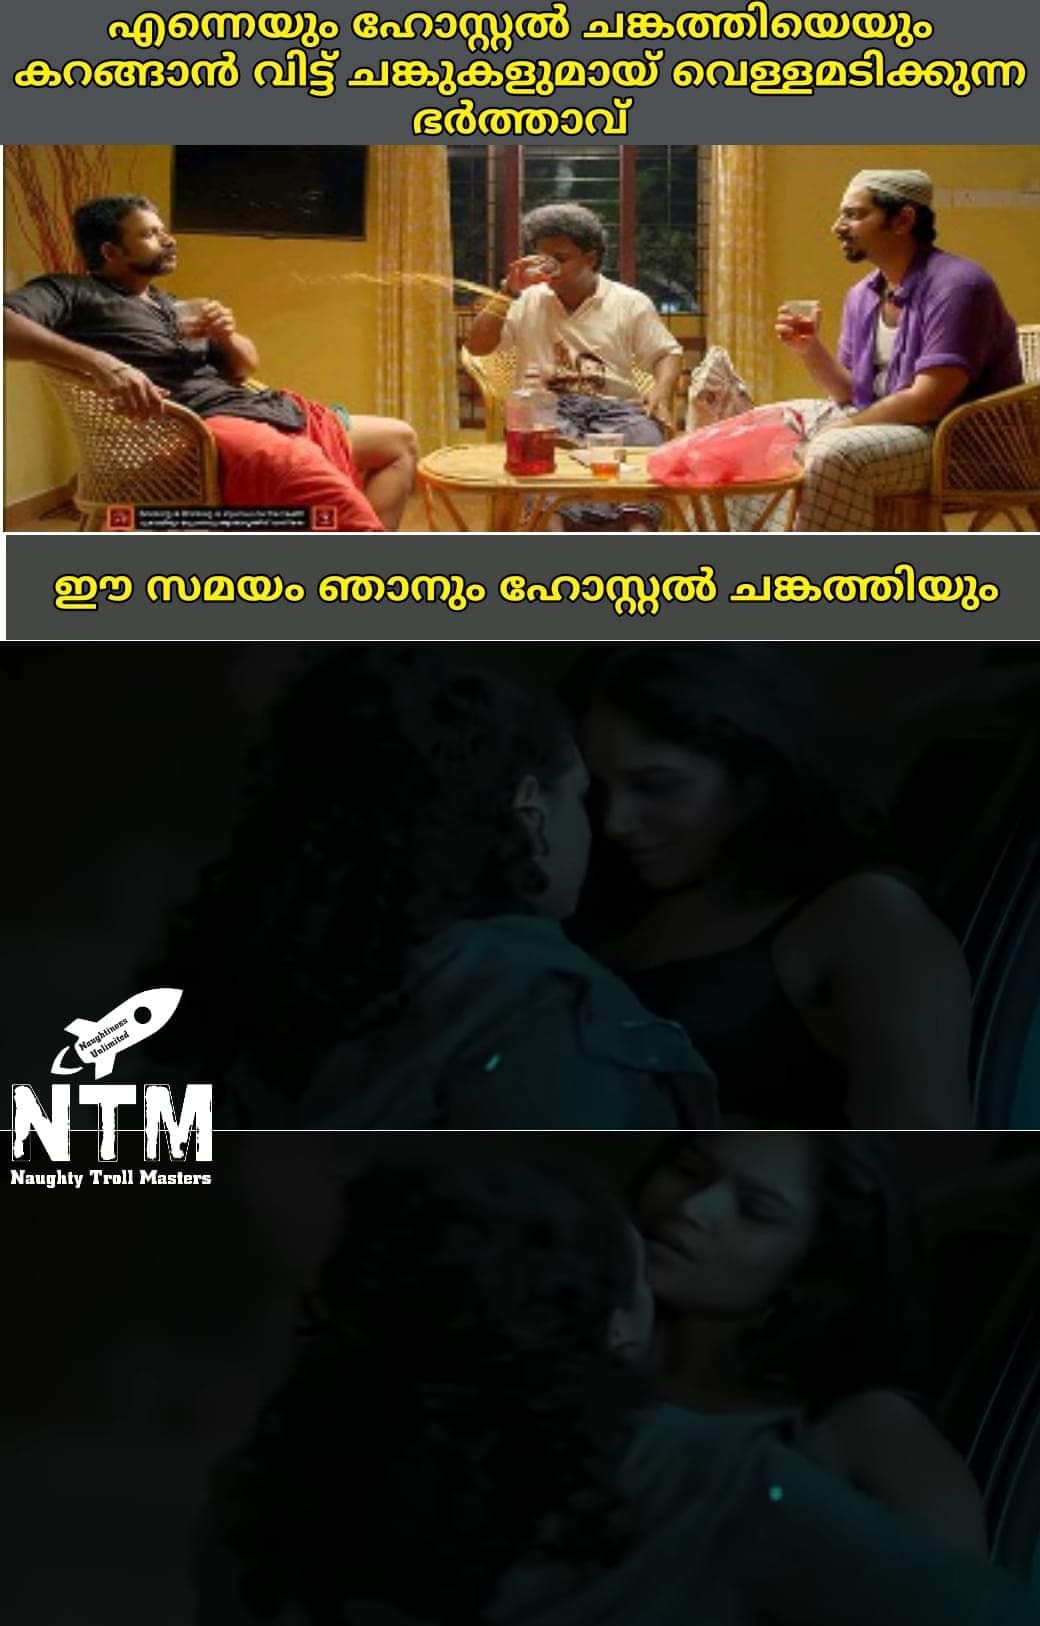 എന്നെയും ഹോസ്റ്റൽ ചങ്കത്തിയെയും
കറങ്ങാൻ വിട്ട് ചങ്കുകളുമായ് വെള്ളമടിക്കുന്ന
ഭർത്താവ്
ഈ സമയം ഞാനും ഹോസ്റ്റൽ ചങ്കത്തിയും
Naughtiness
Unlimited
NTM
Naughty Troll Masters